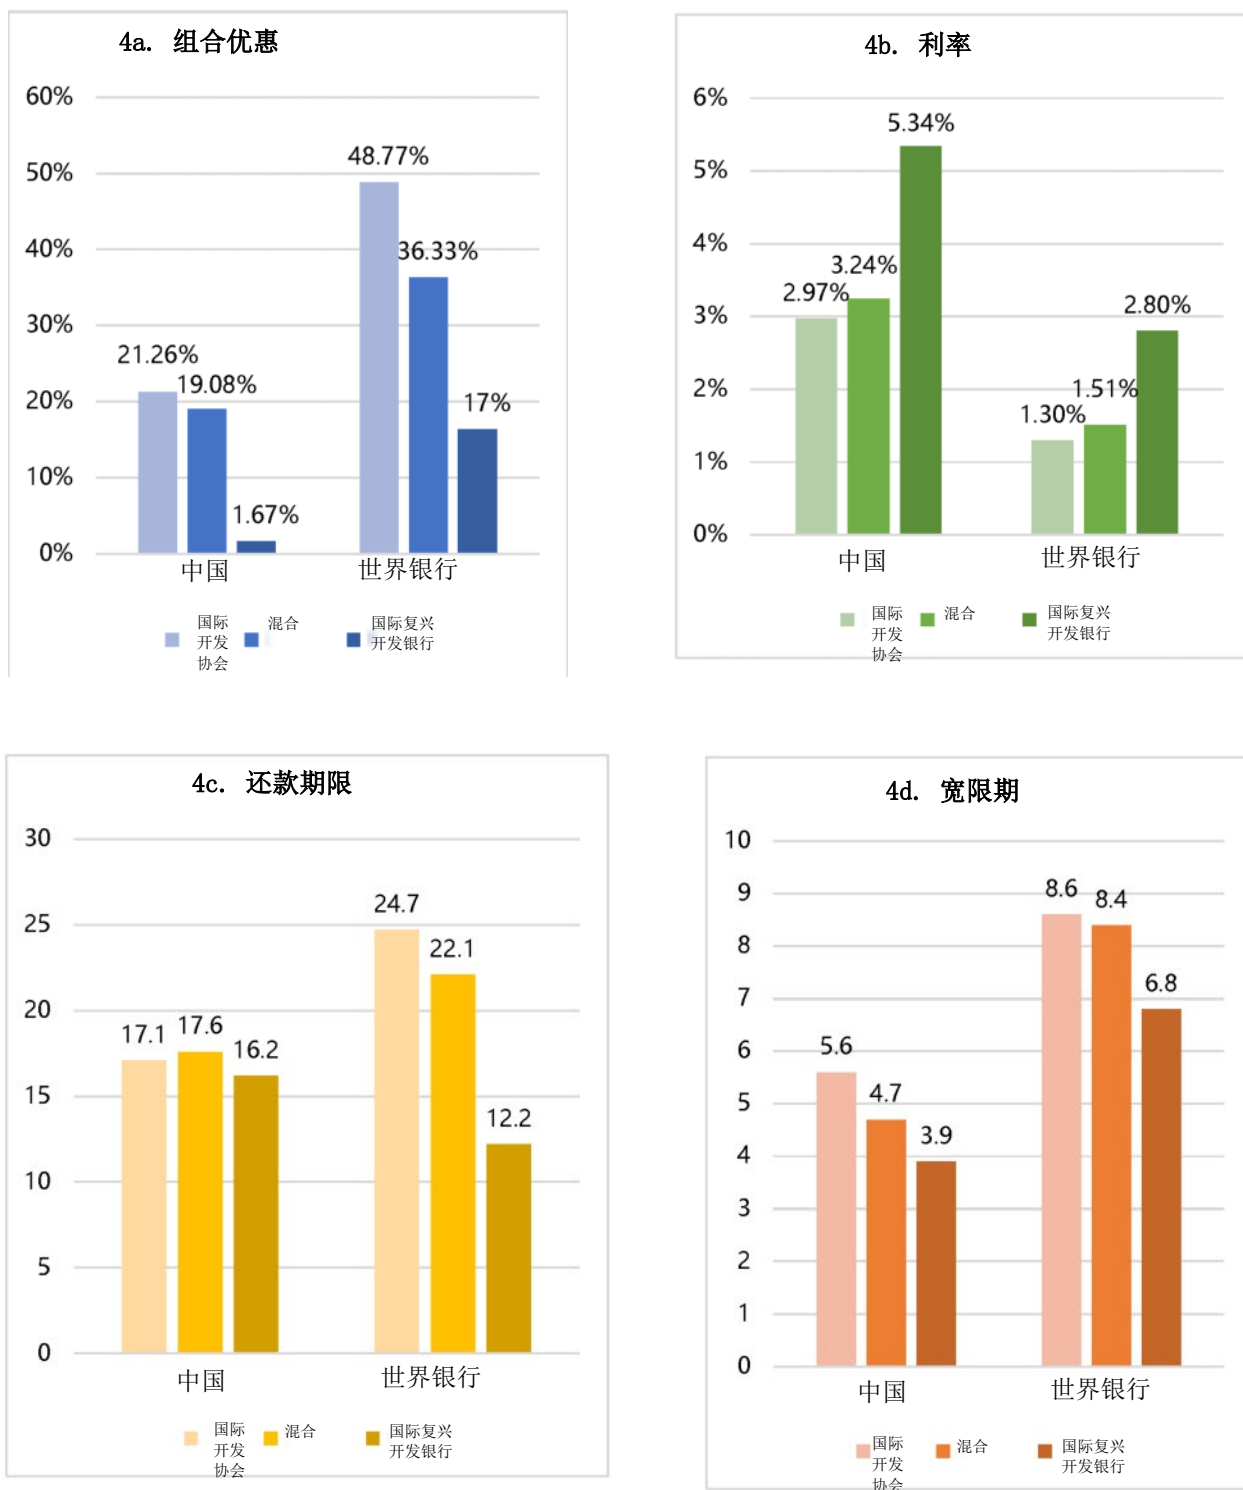 4a. 组合优惠
60%
50%
40%
30%
20%
10%
0%
48.77%
36.33%
21.26%
19.08%
17%
1.67%
中国
世界银行
国际
开发
协会
混合
国际复兴
开发银行
4b. 利率
6%
5%
4%
3%
2%
1%
0%
5.34%
3.24%
2.97%
2.80%
1.51%
1.30%
中国
世界银行
国际
开发
协会
混合
国际复兴
开发银行
4c. 还款期限
30
25
20
15
10
5
0
24.7
22.1
17.1
17.6
16.2
12.2
中国
世界银行
国际
开发
协会
混合
国际复兴
开发银行
4d. 宽限期
10
9
8
7
6
5
4
3
2
1
0
8.6
8.4
6.8
5.6
4.7
3.9
中国
世界银行
国际
开发
协会
混合
国际复兴
开发银行